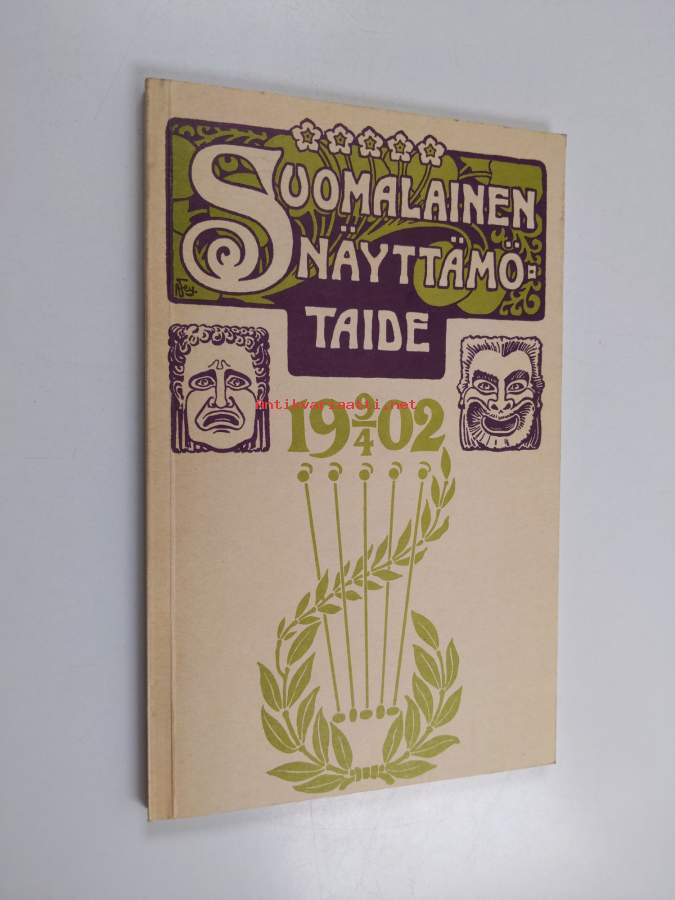 SUOMALAINEN
NÄYTTÄMÖ-
TAIDE
19 9/4 02
Antikvariaatti.net